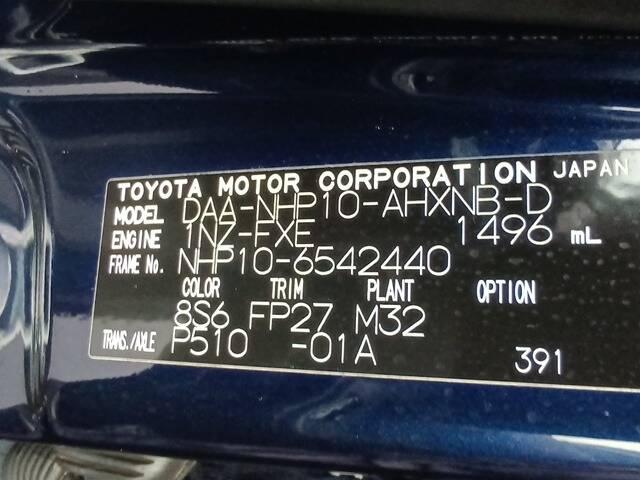 TOYOTA MOTOR CORPORATION JAPAN
MODEL DAA-NHP10-AHXNB-D
ENGINE 1NZ-FXE 1496 mL
FRAME No. NHP10-6542440
COLOR TRIM PLANT OPTION
8S6 FP27 M32
TRANS./AXLE P510 -01A 391